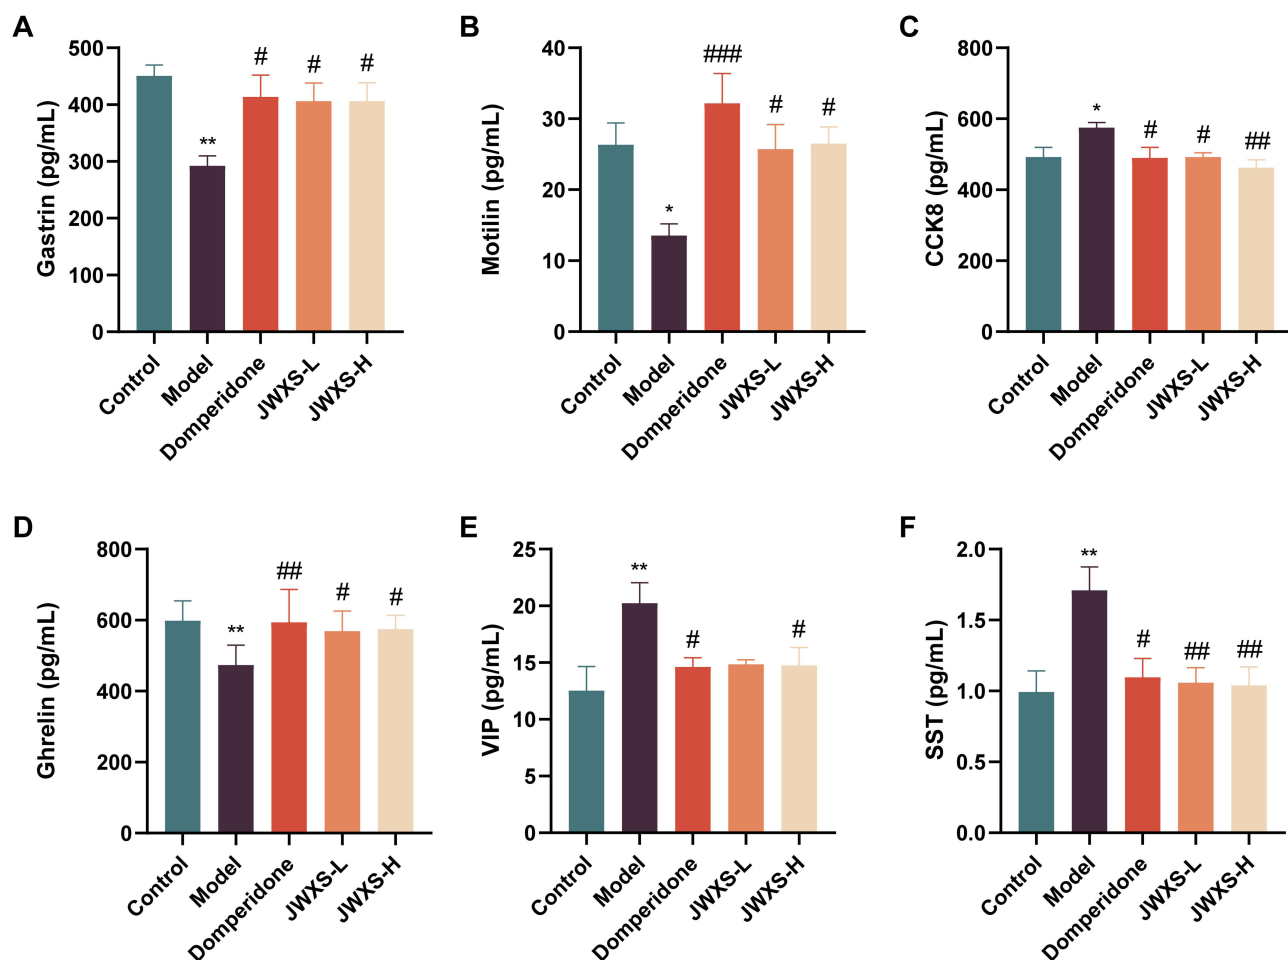 A
Gastrin (pg/mL)
500
400
300
200
100
0
**
#
#
#
Control
Model
Domperidone
JWXS-L
JWXS-H
B
Motilin (pg/mL)
40
30
20
10
0
*
###
#
#
Control
Model
Domperidone
JWXS-L
JWXS-H
C
CCK8 (pg/mL)
800
600
400
200
0
*
#
#
##
Control
Model
Domperidone
JWXS-L
JWXS-H
D
Ghrelin (pg/mL)
800
600
400
200
0
**
##
#
#
Control
Model
Domperidone
JWXS-L
JWXS-H
E
VIP (pg/mL)
25
20
15
10
5
0
**
#
#
Control
Model
Domperidone
JWXS-L
JWXS-H
F
SST (pg/mL)
2.0
1.5
1.0
0.5
0.0
**
#
##
##
Control
Model
Domperidone
JWXS-L
JWXS-H